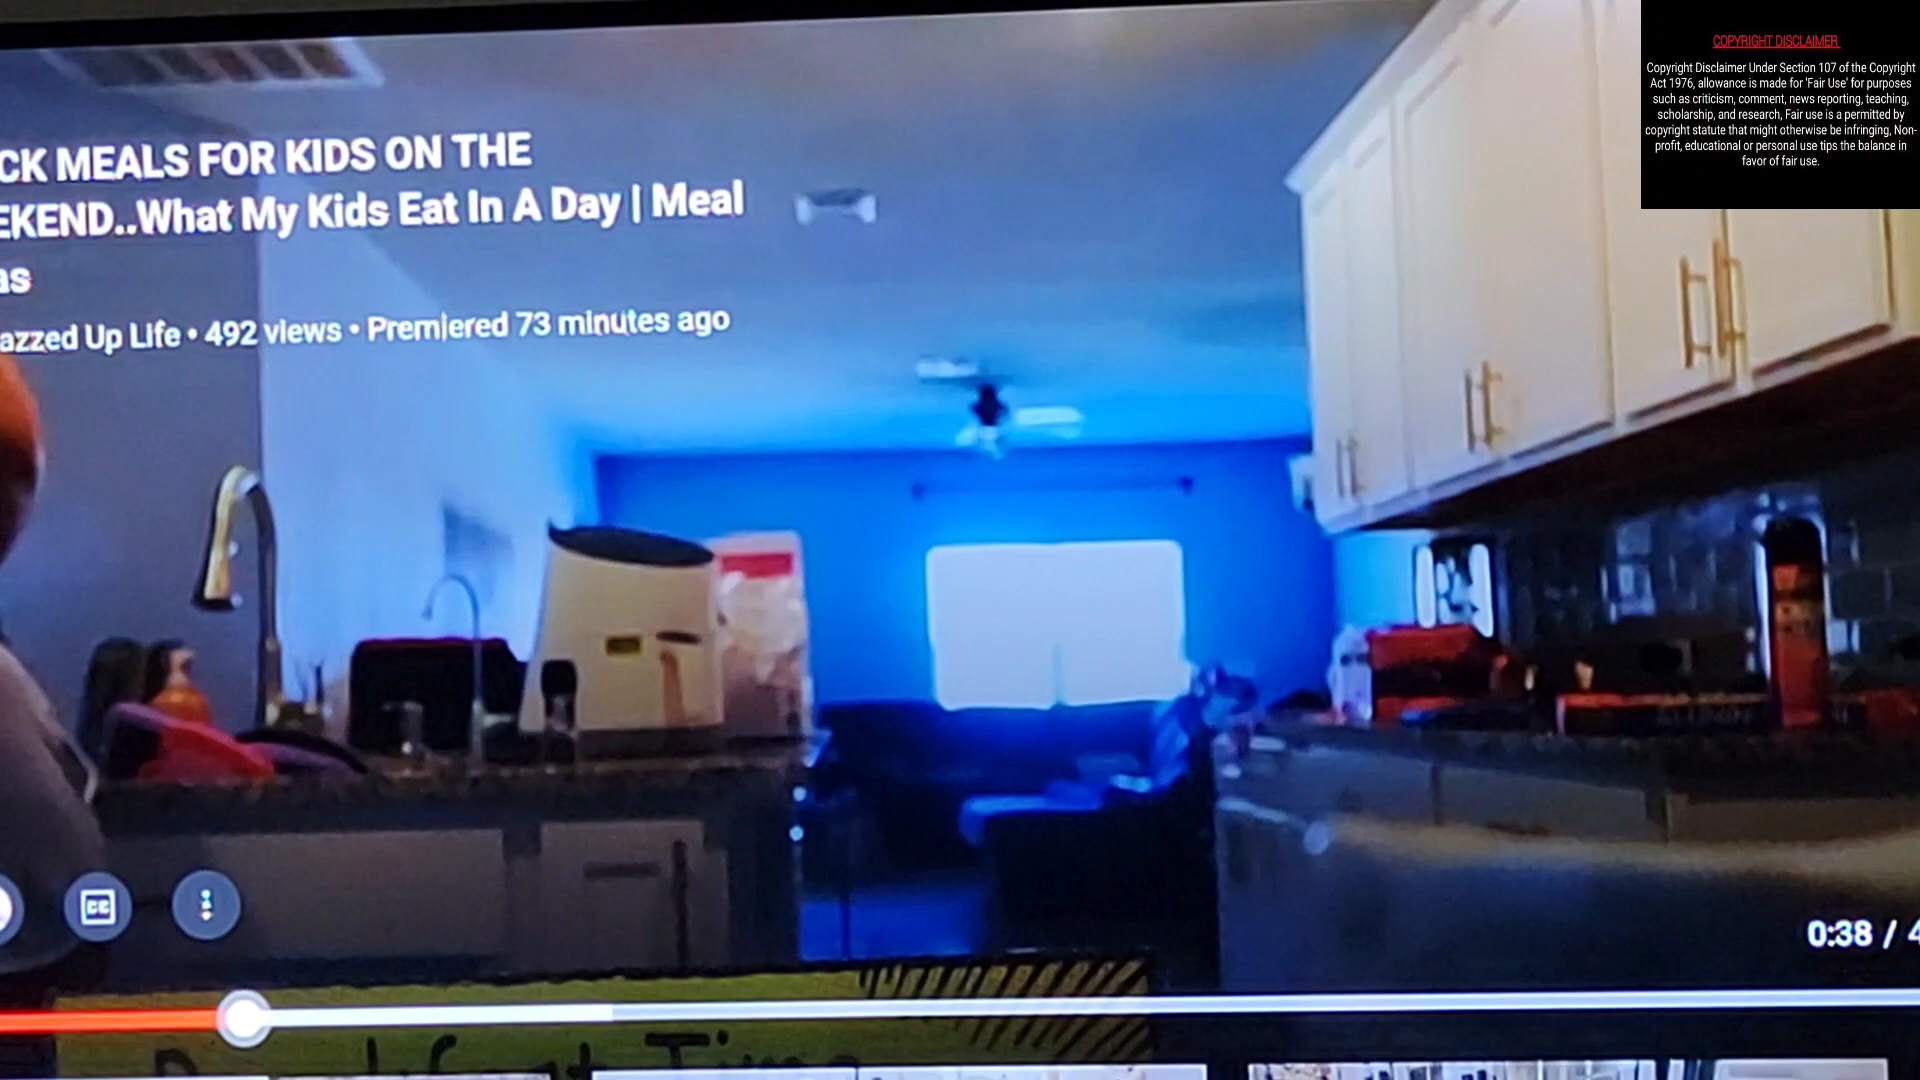 CK MEALS FOR KIDS ON THE
EKEND..What My Kids Eat In A Day | Meal
as
azzed Up Life • 492 views • Premiered 73 minutes ago
COPYRIGHT DISCLAIMER
Copyright Disclaimer Under Section 107 of the Copyright
Act 1976, allowance is made for 'Fair Use' for purposes
such as criticism, comment, news reporting, teaching,
scholarship, and research, Fair use is a permitted by
copyright statute that might otherwise be infringing, Non-
profit, educational or personal use tips the balance in
favor of fair use.
CC
0:38 / 4